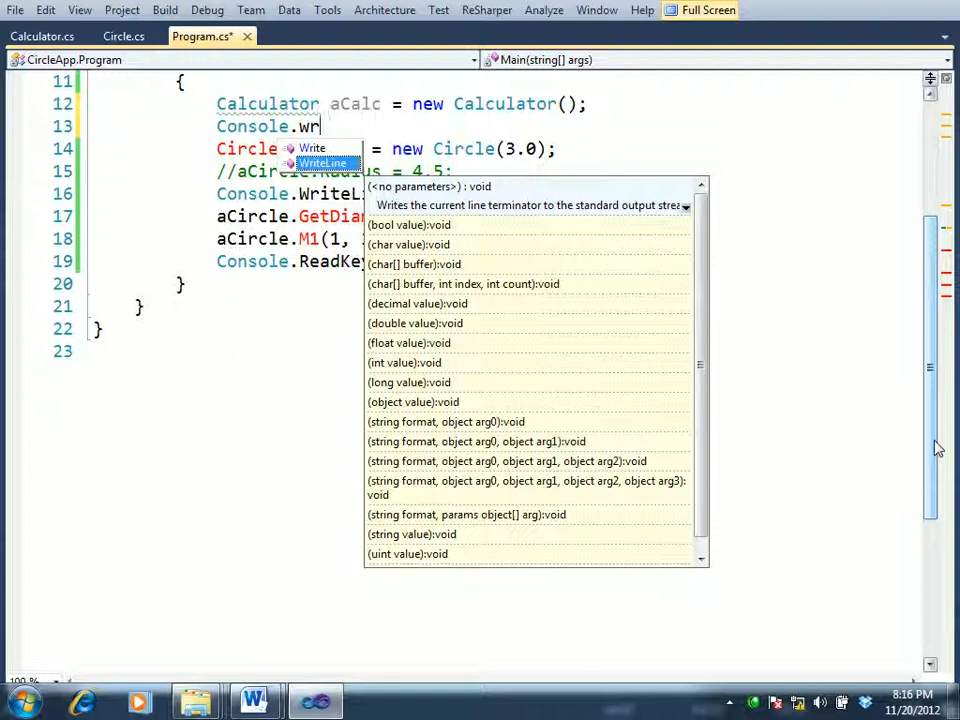 File Edit View Project Build Debug Team Data Tools Architecture Test ReSharper Analyze Window Help Full Screen
Calculator.cs Circle.cs Program.cs*
CircleApp.Program Main(string[] args)
11 {
12 Calculator aCalc = new Calculator();
13 Console.wr
14 Circle = new Circle(3.0);
Write
WriteLine
15 //aCircle.Radius = 4.5;
16 Console.WriteLi
17 aCircle.GetDia
18 aCircle.M1(1,
19 Console.ReadKe
20 }
21 }
22 }
23
(<no parameters>) : void
Writes the current line terminator to the standard output strea
(bool value):void
(char value):void
(char[] buffer):void
(char[] buffer, int index, int count):void
(decimal value):void
(double value):void
(float value):void
(int value):void
(long value):void
(object value):void
(string format, object arg0):void
(string format, object arg0, object arg1):void
(string format, object arg0, object arg1, object arg2):void
(string format, object arg0, object arg1, object arg2, object arg3):
void
(string format, params object[] arg):void
(string value):void
(uint value):void
100 %
8:16 PM
11/20/2012